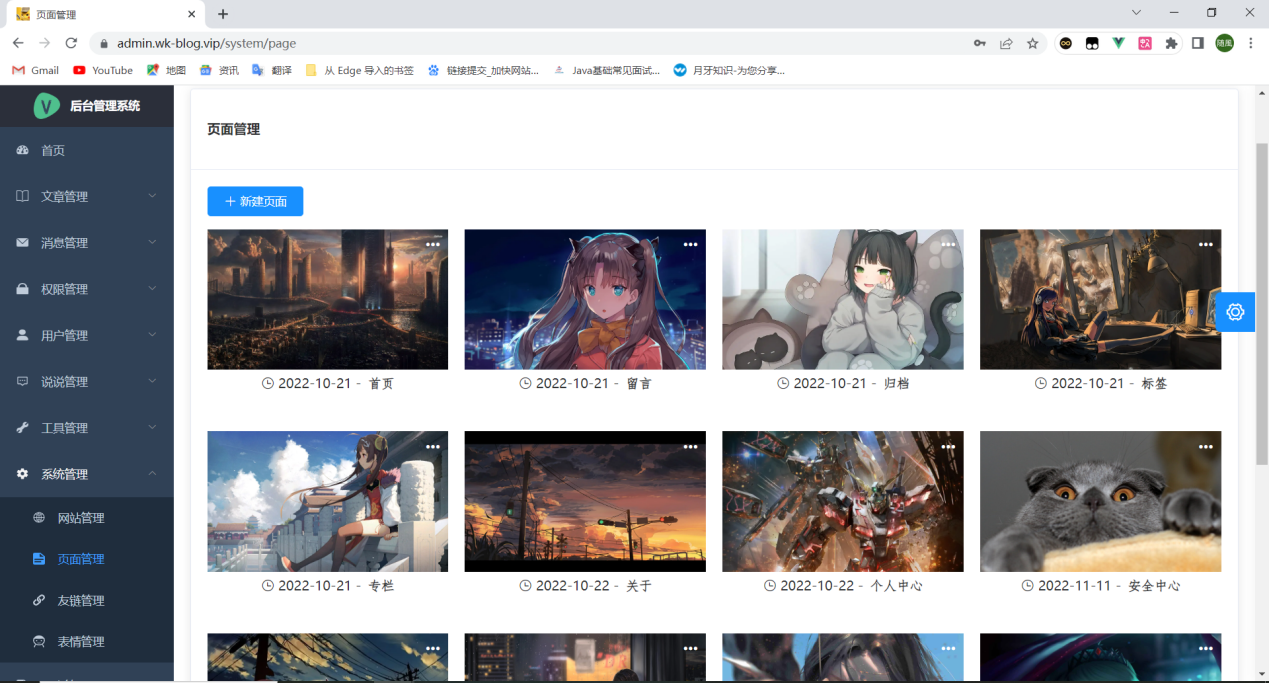 页面管理
admin.wk-blog.vip/system/page
随風
Gmail
YouTube
地图
资讯
翻译
从 Edge 导入的书签
链接提交_加快网站...
Java基础常见面试...
月牙知识-为您分享...
后台管理系统
首页
文章管理
消息管理
权限管理
用户管理
说说管理
工具管理
系统管理
网站管理
页面管理
友链管理
表情管理
页面管理
新建页面
2022-10-21 - 首页
2022-10-21 - 留言
2022-10-21 - 归档
2022-10-21 - 标签
2022-10-21 - 专栏
2022-10-22 - 关于
2022-10-22 - 个人中心
2022-11-11 - 安全中心